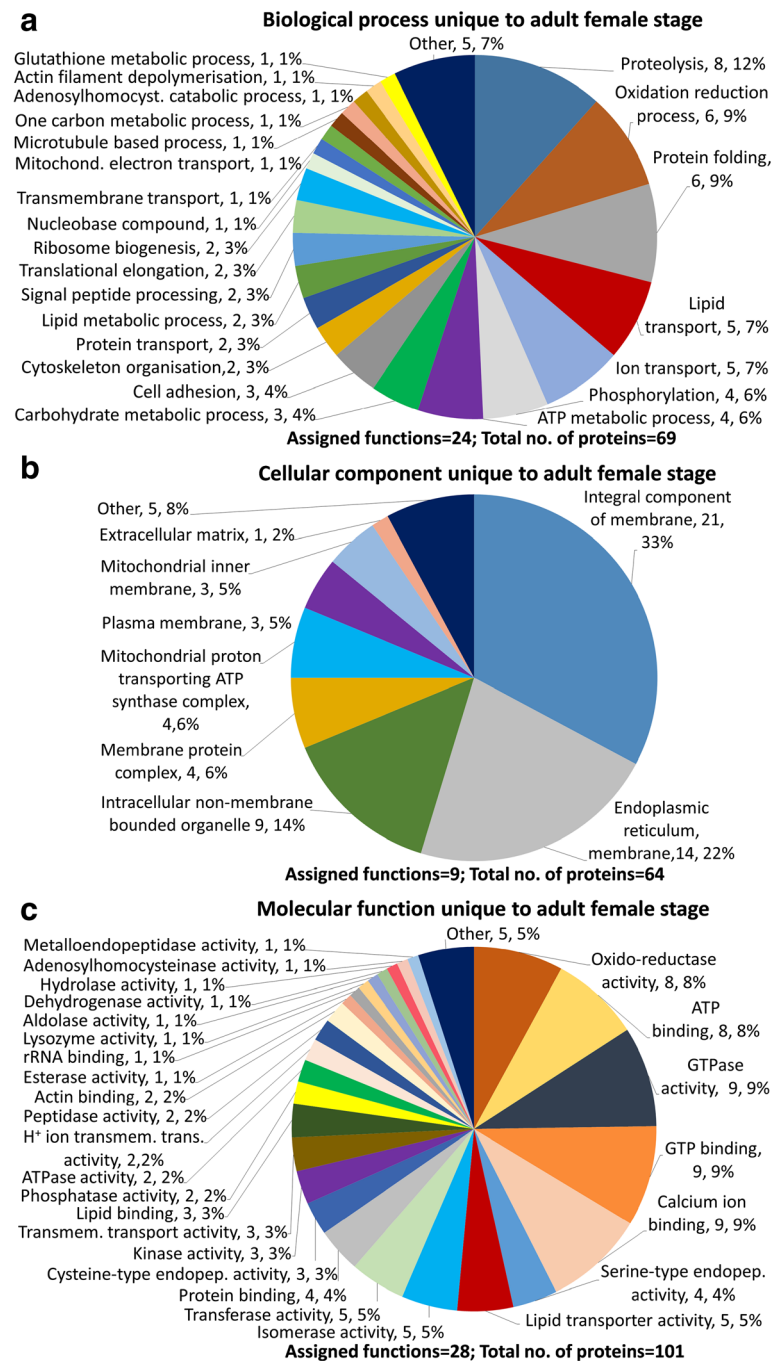 a
Biological process unique to adult female stage
Other, 5, 7%
Glutathione metabolic process, 1, 1%
Actin filament depolymerisation, 1, 1%
Adenosylhomocyst. catabolic process, 1, 1%
One carbon metabolic process, 1, 1%
Microtubule based process, 1, 1%
Mitochond. electron transport, 1, 1%
Transmembrane transport, 1, 1%
Nucleobase compound, 1, 1%
Ribosome biogenesis, 2, 3%
Translational elongation, 2, 3%
Signal peptide processing, 2, 3%
Lipid metabolic process, 2, 3%
Protein transport, 2, 3%
Cytoskeleton organisation,2, 3%
Cell adhesion, 3, 4%
Carbohydrate metabolic process, 3, 4%
Proteolysis, 8, 12%
Oxidation reduction
process, 6, 9%
Protein folding,
6, 9%
Lipid
transport, 5, 7%
Ion transport, 5, 7%
Phosphorylation, 4, 6%
ATP metabolic process, 4, 6%
Assigned functions=24; Total no. of proteins=69
b
Cellular component unique to adult female stage
Other, 5, 8%
Extracellular matrix, 1, 2%
Mitochondrial inner
membrane, 3, 5%
Plasma membrane, 3, 5%
Mitochondrial proton
transporting ATP
synthase complex,
4,6%
Membrane protein
complex, 4, 6%
Intracellular non-membrane
bounded organelle 9, 14%
Integral component
of membrane, 21,
33%
Endoplasmic
reticulum,
membrane,14, 22%
Assigned functions=9; Total no. of proteins=64
c
Molecular function unique to adult female stage
Other, 5, 5%
Metalloendopeptidase activity, 1, 1%
Adenosylhomocysteinase activity, 1, 1%
Hydrolase activity, 1, 1%
Dehydrogenase activity, 1, 1%
Aldolase activity, 1, 1%
Lysozyme activity, 1, 1%
rRNA binding, 1, 1%
Esterase activity, 1, 1%
Actin binding, 2, 2%
Peptidase activity, 2, 2%
H⁺ ion transmem. trans.
activity, 2,2%
ATPase activity, 2, 2%
Phosphatase activity, 2, 2%
Lipid binding, 3, 3%
Transmem. transport activity, 3, 3%
Kinase activity, 3, 3%
Cysteine-type endopep. activity, 3, 3%
Protein binding, 4, 4%
Transferase activity, 5, 5%
Isomerase activity, 5, 5%
Oxido-reductase
activity, 8, 8%
ATP
binding, 8, 8%
GTPase
activity, 9, 9%
GTP binding,
9, 9%
Calcium ion
binding, 9, 9%
Serine-type endopep.
activity, 4, 4%
Lipid transporter activity, 5, 5%
Assigned functions=28; Total no. of proteins=101